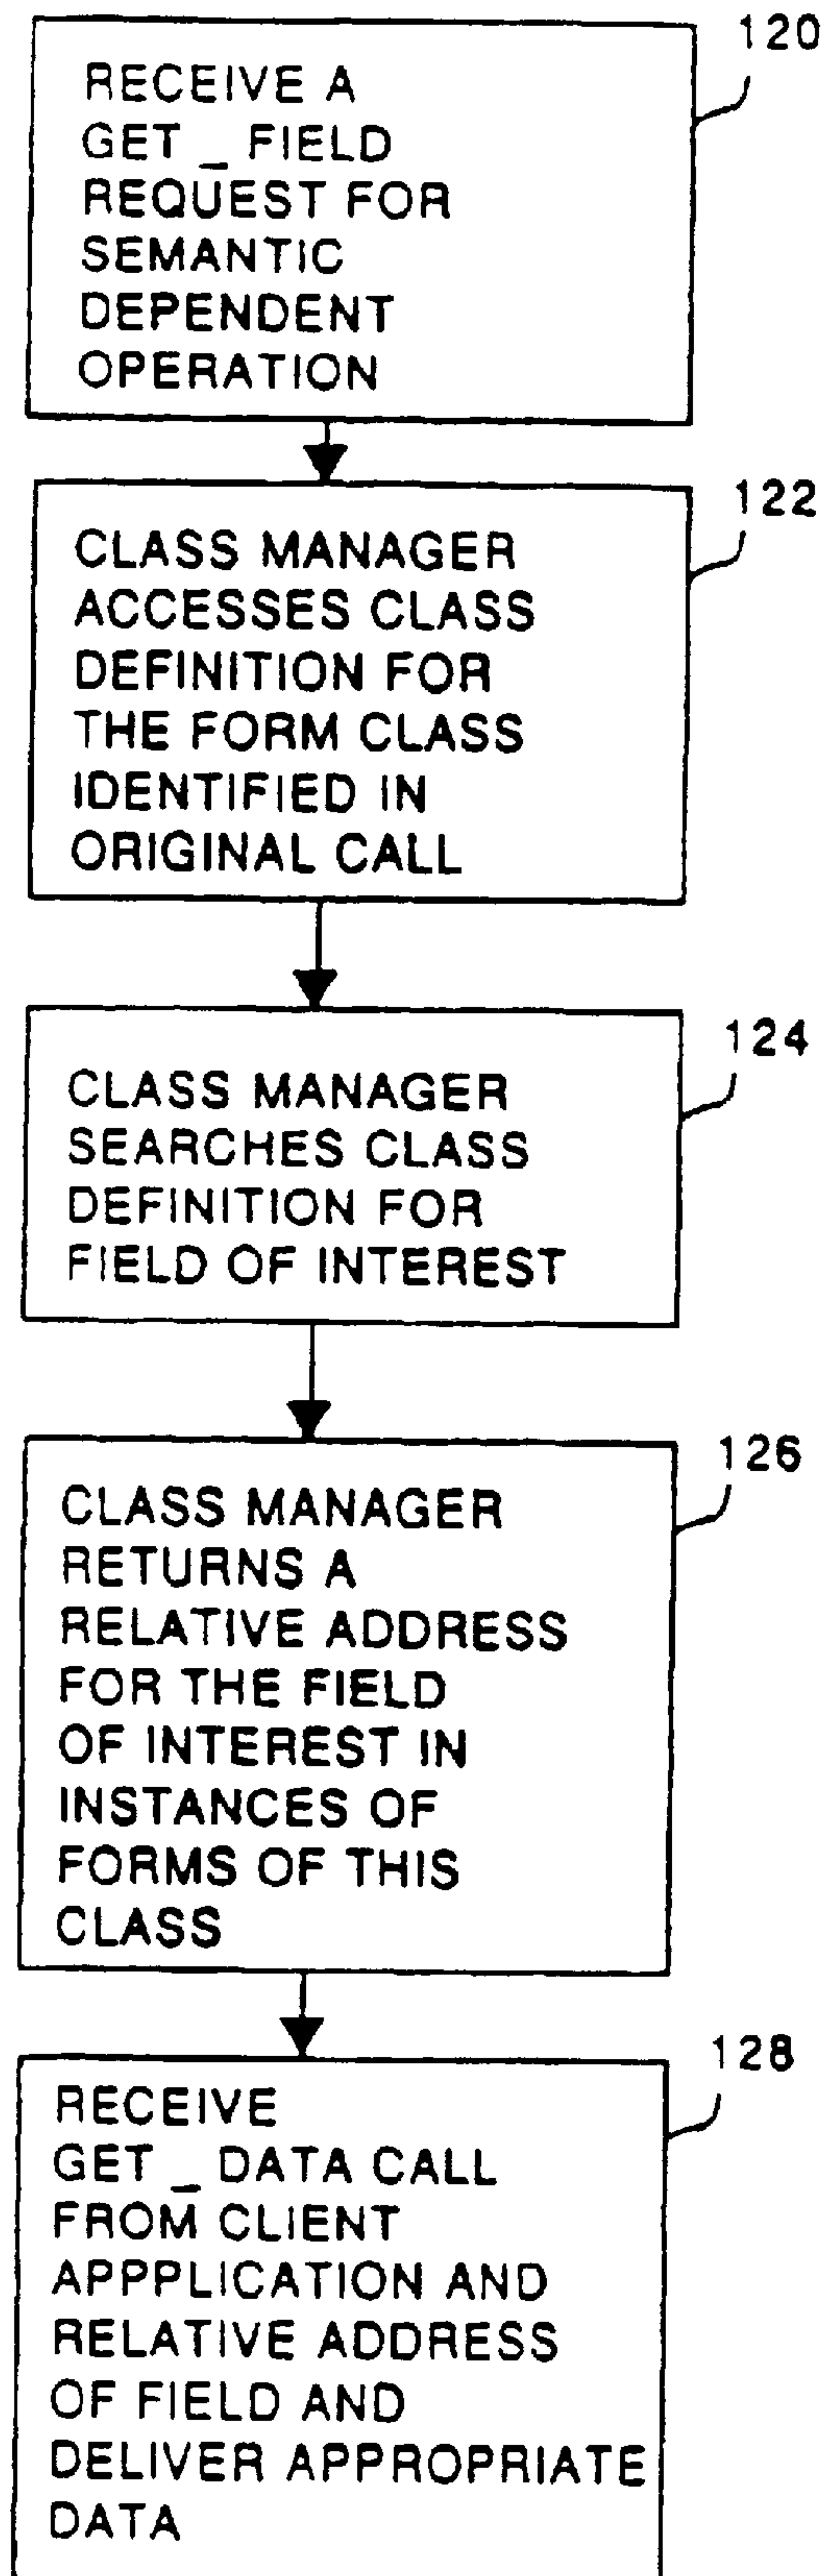 120
RECEIVE A
GET _ FIELD
REQUEST FOR
SEMANTIC
DEPENDENT
OPERATION
122
CLASS MANAGER
ACCESSES CLASS
DEFINITION FOR
THE FORM CLASS
IDENTIFIED IN
ORIGINAL CALL
124
CLASS MANAGER
SEARCHES CLASS
DEFINITION FOR
FIELD OF INTEREST
126
CLASS MANAGER
RETURNS A
RELATIVE ADDRESS
FOR THE FIELD
OF INTEREST IN
INSTANCES OF
FORMS OF THIS
CLASS
128
RECEIVE
GET _ DATA CALL
FROM CLIENT
APPPLICATION AND
RELATIVE ADDRESS
OF FIELD AND
DELIVER APPROPRIATE
DATA